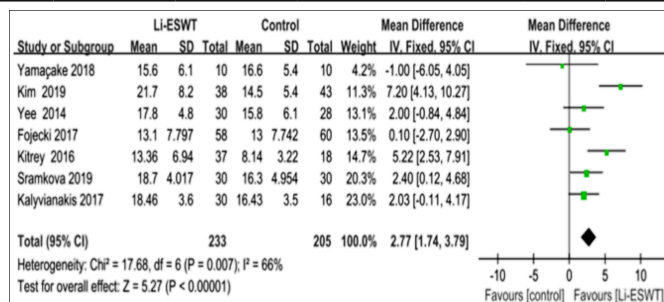 Li-ESWT Control Mean Difference Mean Difference
Study or Subgroup Mean SD Total Mean SD Total Weight IV, Fixed, 95% CI IV, Fixed, 95% CI
Yamaçake 2018 15.6 6.1 10 16.6 5.4 10 4.2% -1.00 [-6.05, 4.05]
Kim 2019 21.7 8.2 38 14.5 5.4 43 11.3% 7.20 [4.13, 10.27]
Yee 2014 17.8 4.8 30 15.8 6.1 28 13.1% 2.00 [-0.84, 4.84]
Fojecki 2017 13.1 7.797 58 13 7.742 60 13.5% 0.10 [-2.70, 2.90]
Kitrey 2016 13.36 6.94 37 8.14 3.22 18 14.7% 5.22 [2.53, 7.91]
Sramkova 2019 18.7 4.017 30 16.3 4.954 30 20.3% 2.40 [0.12, 4.68]
Kalyvianakis 2017 18.46 3.6 30 16.43 3.5 16 23.0% 2.03 [-0.11, 4.17]
Total (95% CI) 233 205 100.0% 2.77 [1.74, 3.79]
Heterogeneity: Chi² = 17.68, df = 6 (P = 0.007); I² = 66%
Test for overall effect: Z = 5.27 (P < 0.00001)
-10 -5 0 5 10
Favours [control] Favours [Li-ESWT]